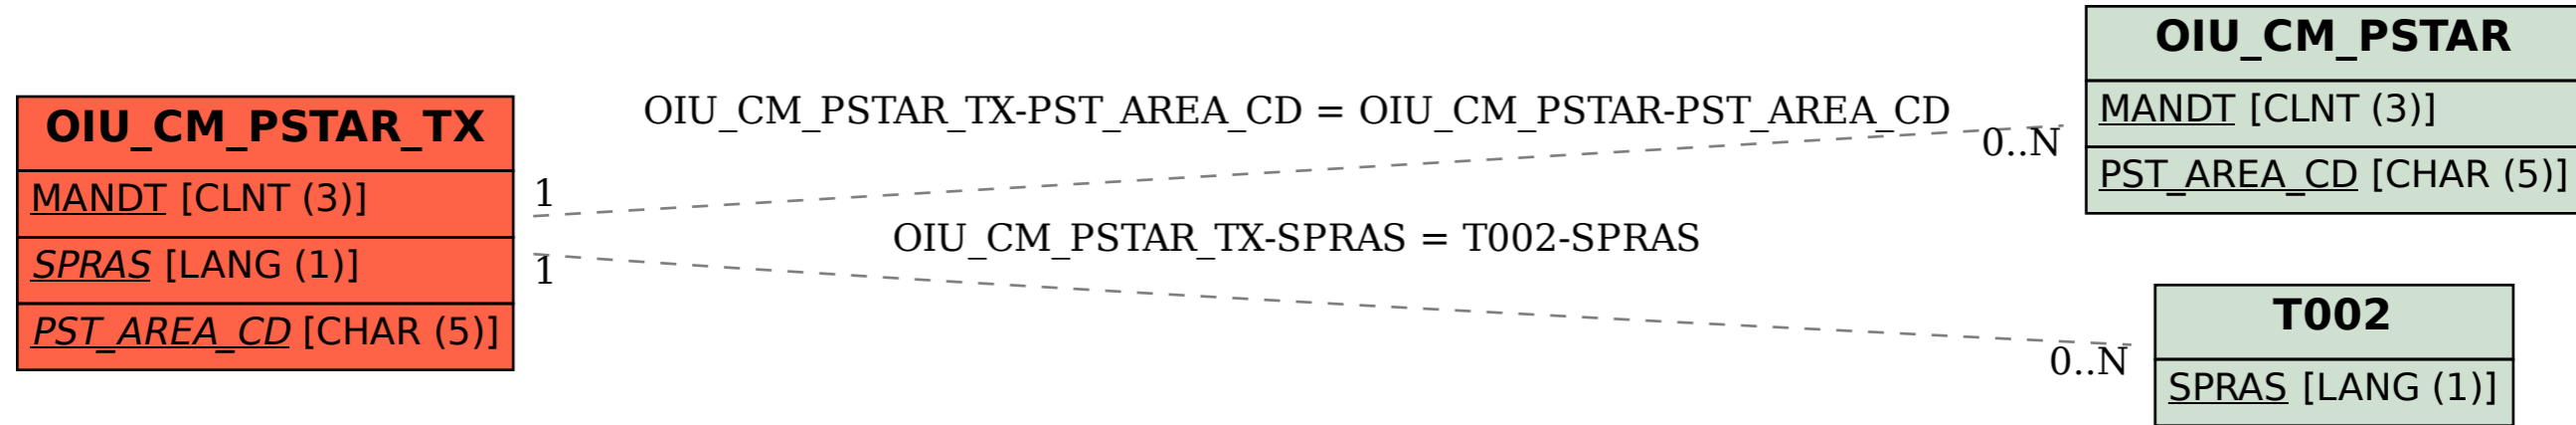 OIU_CM_PSTAR_TX
MANDT [CLNT (3)]
SPRAS [LANG (1)]
PST_AREA_CD [CHAR (5)]
OIU_CM_PSTAR_TX-PST_AREA_CD = OIU_CM_PSTAR-PST_AREA_CD
1
0..N
OIU_CM_PSTAR_TX-SPRAS = T002-SPRAS
1
0..N
OIU_CM_PSTAR
MANDT [CLNT (3)]
PST_AREA_CD [CHAR (5)]
T002
SPRAS [LANG (1)]